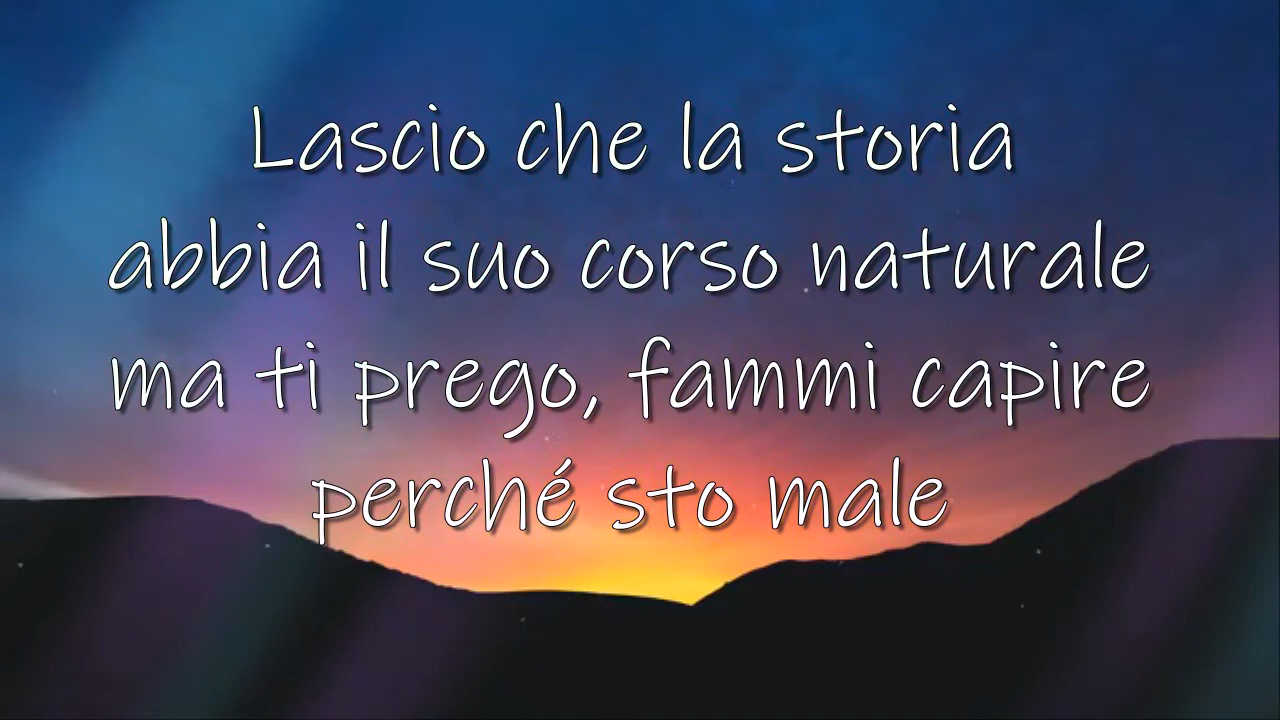 Lascio che la storia
abbia il suo corso naturale
ma ti prego, fammi capire
perché sto male